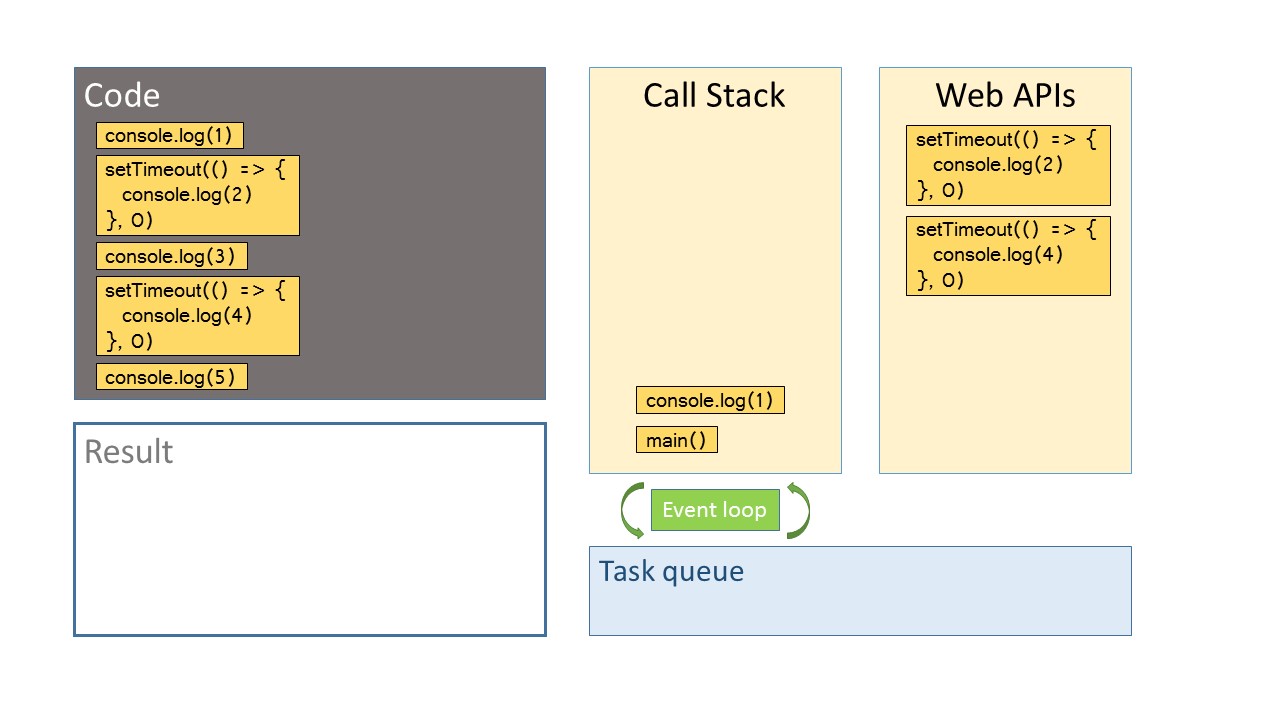 Code
console.log(1)
setTimeout(() => {
console.log(2)
}, 0)
console.log(3)
setTimeout(() => {
console.log(4)
}, 0)
console.log(5)
Result
Call Stack
console.log(1)
main()
Web APIs
setTimeout(() => {
console.log(2)
}, 0)
setTimeout(() => {
console.log(4)
}, 0)
Event loop
Task queue